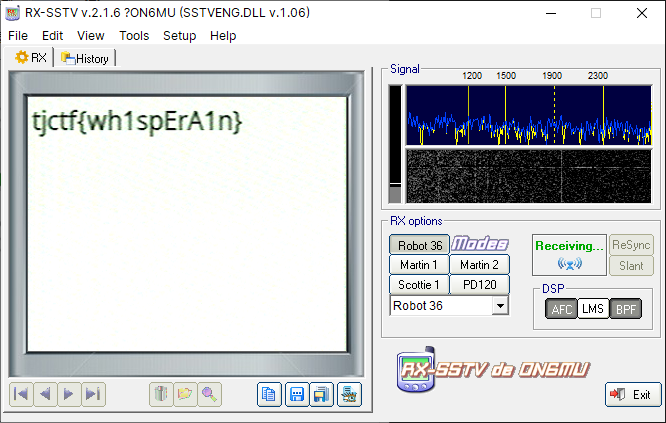 RX-SSTV v.2.1.6 ?ON6MU (SSTVENG.DLL v.1.06)
File Edit View Tools Setup Help
RX History
tjctf{wh1spErA1n}
Signal
1200 1500 1900 2300
RX options
Robot 36 Modes
Martin 1 Martin 2
Scottie 1 PD120
Robot 36
Receiving...
ReSync
Slant
DSP
AFC LMS BPF
RX-SSTV de ON6MU
Exit